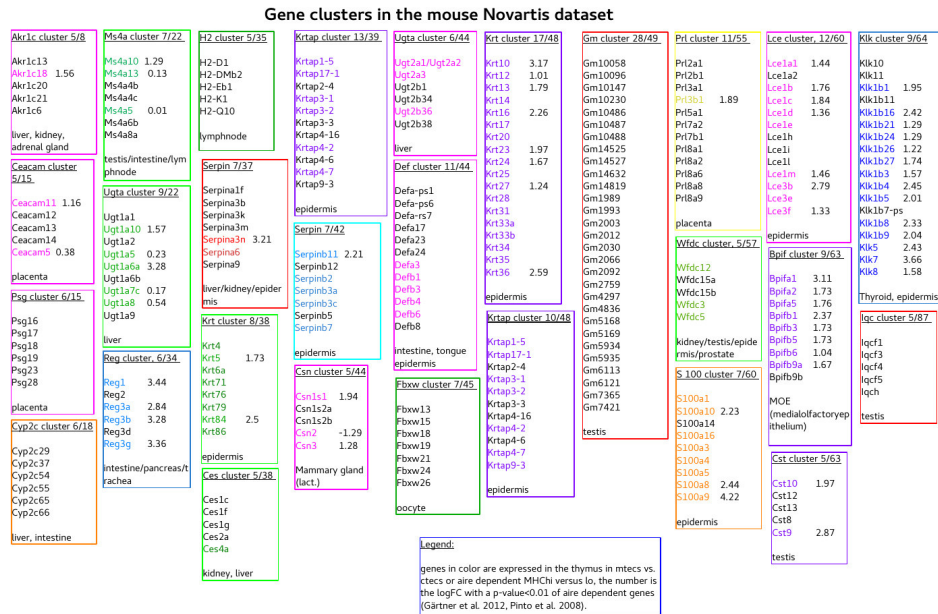 Gene clusters in the mouse Novartis dataset
Akr1c cluster 5/8
Akr1c13
Akr1c18 1.56
Akr1c20
Akr1c21
Akr1c6
liver, kidney,
adrenal gland
Ceacam cluster
5/15
Ceacam11 1.16
Ceacam12
Ceacam13
Ceacam14
Ceacam5 0.38
placenta
Psg cluster 6/15
Psg16
Psg17
Psg18
Psg19
Psg23
Psg28
placenta
Cyp2c cluster 6/18
Cyp2c29
Cyp2c37
Cyp2c54
Cyp2c55
Cyp2c65
Cyp2c66
liver, intestine
Ms4a cluster 7/22
Ms4a10 1.29
Ms4a13 0.13
Ms4a4b
Ms4a4c
Ms4a5 0.01
Ms4a6b
Ms4a8a
testis/intestine/lym
phnode
Ugta cluster 9/22
Ugt1a1
Ugt1a10 1.57
Ugt1a2
Ugt1a5 0.23
Ugt1a6a 3.28
Ugt1a6b
Ugt1a7c 0.17
Ugt1a8 0.54
Ugt1a9
liver
Reg cluster, 6/34
Reg1 3.44
Reg2
Reg3a 2.84
Reg3b 3.28
Reg3d
Reg3g 3.36
intestine/pancreas/t
rachea
H2 cluster 5/35
H2-D1
H2-DMb2
H2-Eb1
H2-K1
H2-Q10
lymphnode
Serpin 7/37
Serpina1f
Serpina3b
Serpina3k
Serpina3m
Serpina3n 3.21
Serpina6
Serpina9
liver/kidney/epider
mis
Krt cluster 8/38
Krt4
Krt5 1.73
Krt6a
Krt71
Krt76
Krt79
Krt84 2.5
Krt86
epidermis
Ces cluster 5/38
Ces1c
Ces1f
Ces1g
Ces2a
Ces4a
kidney, liver
Krtap cluster 13/39
Krtap1-5
Krtap17-1
Krtap2-4
Krtap3-1
Krtap3-2
Krtap3-3
Krtap4-16
Krtap4-2
Krtap4-6
Krtap4-7
Krtap9-3
epidermis
Serpin 7/42
Serpinb11 2.21
Serpinb12
Serpinb2
Serpinb3a
Serpinb3c
Serpinb5
Serpinb7
epidermis
Csn cluster 5/44
Csn1s1 1.94
Csn1s2a
Csn1s2b
Csn2 -1.29
Csn3 1.28
Mammary gland
(lact.)
Ugta cluster 6/44
Ugt2a1/Ugt2a2
Ugt2a3
Ugt2b1
Ugt2b34
Ugt2b36
Ugt2b38
liver
Def cluster 11/44
Defa-ps1
Defa-ps6
Defa-rs7
Defa17
Defa23
Defa24
Defa3
Defb1
Defb3
Defb4
Defb6
Defb8
intestine, tongue
epidermis
Fbxw cluster 7/45
Fbxw13
Fbxw15
Fbxw18
Fbxw19
Fbxw21
Fbxw24
Fbxw26
oocyte
Krt cluster 17/48
Krt10 3.17
Krt12 1.01
Krt13 1.79
Krt14
Krt16 2.26
Krt17
Krt20
Krt23 1.97
Krt24 1.67
Krt25
Krt27 1.24
Krt28
Krt31
Krt33a
Krt33b
Krt34
Krt35
Krt36 2.59
epidermis
Krtap cluster 10/48
Krtap1-5
Krtap17-1
Krtap2-4
Krtap3-1
Krtap3-2
Krtap3-3
Krtap4-16
Krtap4-2
Krtap4-6
Krtap4-7
Krtap9-3
epidermis
Gm cluster 28/49
Gm10058
Gm10096
Gm10147
Gm10230
Gm10486
Gm10487
Gm10488
Gm14525
Gm14527
Gm14632
Gm14819
Gm1989
Gm1993
Gm2003
Gm2012
Gm2030
Gm2066
Gm2092
Gm2759
Gm4297
Gm4836
Gm5168
Gm5169
Gm5934
Gm5935
Gm6113
Gm6121
Gm7365
Gm7421
testis
Prl cluster 11/55
Prl2a1
Prl2b1
Prl3a1
Prl3b1 1.89
Prl5a1
Prl7a2
Prl7b1
Prl8a1
Prl8a2
Prl8a6
Prl8a8
Prl8a9
placenta
Wfdc cluster, 5/57
Wfdc12
Wfdc15a
Wfdc15b
Wfdc3
Wfdc5
kidney/testis/epide
rmis/prostate
S 100 cluster 7/60
S100a1
S100a10 2.23
S100a14
S100a16
S100a3
S100a4
S100a5
S100a8 2.44
S100a9 4.22
epidermis
Lce, cluster, 12/60
Lce1a1 1.44
Lce1a2
Lce1b 1.76
Lce1c 1.84
Lce1d 1.36
Lce1e
Lce1h
Lce1i
Lce1l
Lce1m 1.46
Lce3b 2.79
Lce3e
Lce3f 1.33
epidermis
Bpif cluster 9/63
Bpifa1 3.11
Bpifa2 1.73
Bpifa5 1.76
Bpifb1 2.37
Bpifb3 1.73
Bpifb5 1.73
Bpifb6 1.04
Bpifb9a 1.67
Bpifb9b
MOE
(medialolfactoryep
ithelium)
Cst cluster 5/63
Cst10 1.97
Cst12
Cst13
Cst8
Cst9 2.87
testis
Klk cluster 9/64
Klk10
Klk11
Klk1b1 1.95
Klk1b11
Klk1b16 2.42
Klk1b21 1.29
Klk1b24 1.29
Klk1b26 1.22
Klk1b27 1.74
Klk1b3 1.57
Klk1b4 2.45
Klk1b5 2.01
Klk1b7-ps
Klk1b8 2.33
Klk1b9 2.04
Klk5 2.43
Klk7 3.66
Klk8 1.58
Thyroid, epidermis
Iqc cluster 5/87
Iqcf1
Iqcf3
Iqcf4
Iqcf5
Iqch
testis
Legend:
genes in color are expressed in the thymus in mtecs vs.
ctecs or aire dependent MHChi versus lo, the number is
the logFC with a p-value<0.01 of aire dependent genes
(Gärtner et al. 2012, Pinto et al. 2008).